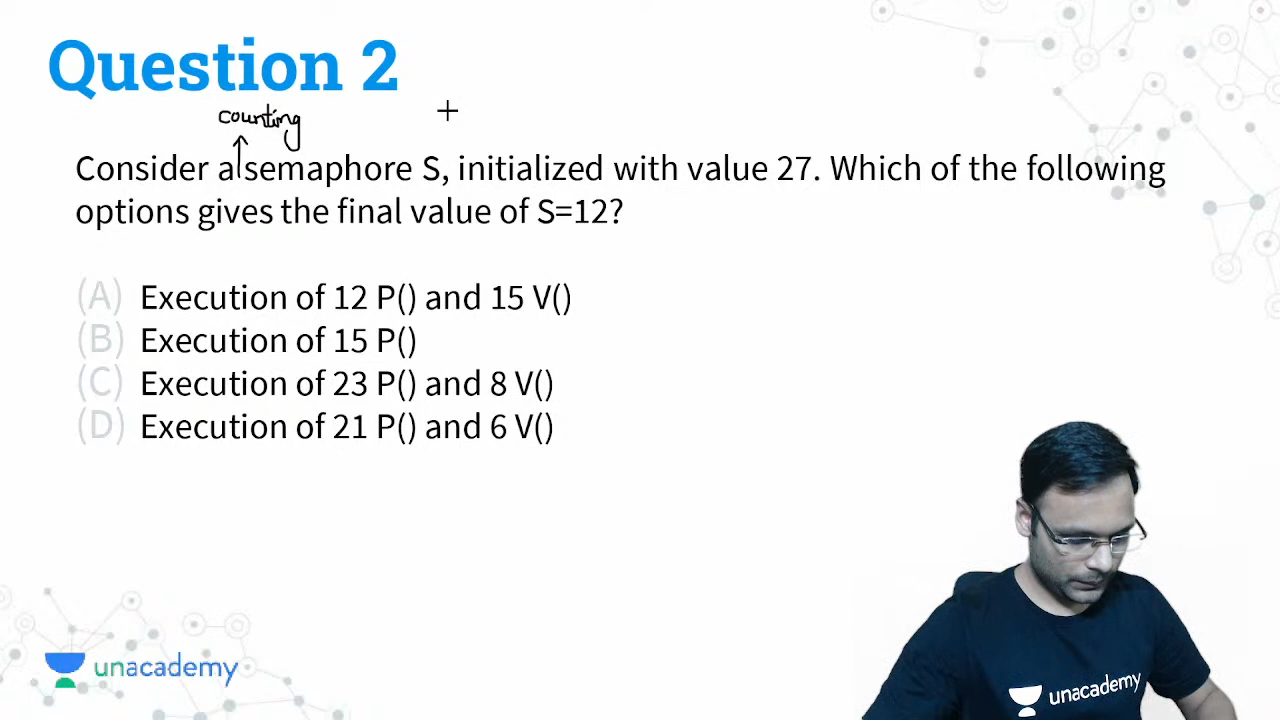 Question 2
counting
Consider a semaphore S, initialized with value 27. Which of the following
options gives the final value of S=12?
(A) Execution of 12 P() and 15 V()
(B) Execution of 15 P()
(C) Execution of 23 P() and 8 V()
(D) Execution of 21 P() and 6 V()
unacademy
unacademy